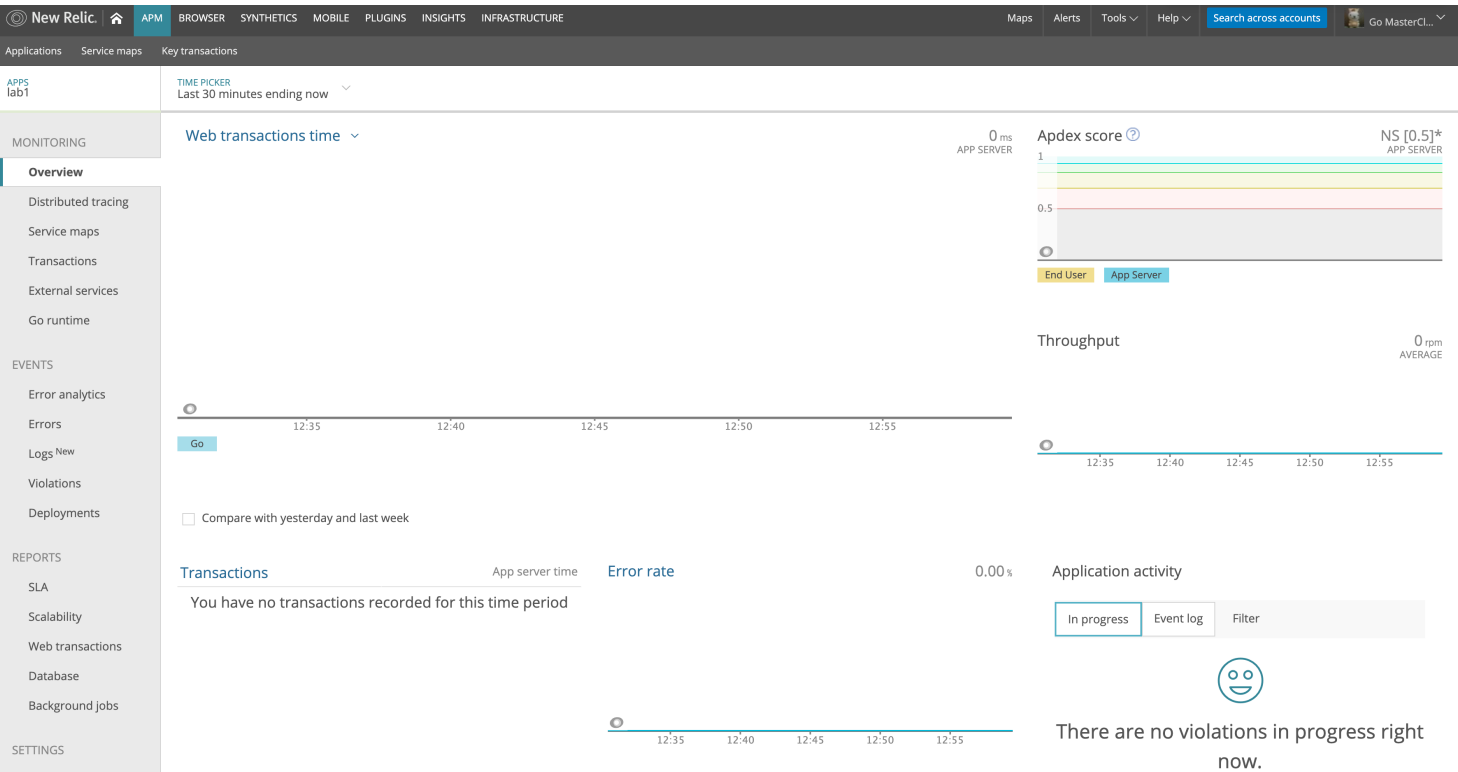 New Relic. APM BROWSER SYNTHETICS MOBILE PLUGINS INSIGHTS INFRASTRUCTURE Maps Alerts Tools Help Search across accounts Go MasterCl...
Applications Service maps Key transactions
APPS
lab1
TIME PICKER
Last 30 minutes ending now
MONITORING
Overview
Distributed tracing
Service maps
Transactions
External services
Go runtime
EVENTS
Error analytics
Errors
Logs New
Violations
Deployments
REPORTS
SLA
Scalability
Web transactions
Database
Background jobs
SETTINGS
Web transactions time
0 ms
APP SERVER
12:35 12:40 12:45 12:50 12:55
Go
Compare with yesterday and last week
Apdex score ?
NS [0.5]*
APP SERVER
1
0.5
End User App Server
Throughput
0 rpm
AVERAGE
12:35 12:40 12:45 12:50 12:55
Transactions App server time
You have no transactions recorded for this time period
Error rate 0.00 %
12:35 12:40 12:45 12:50 12:55
Application activity
In progress Event log Filter
There are no violations in progress right
now.